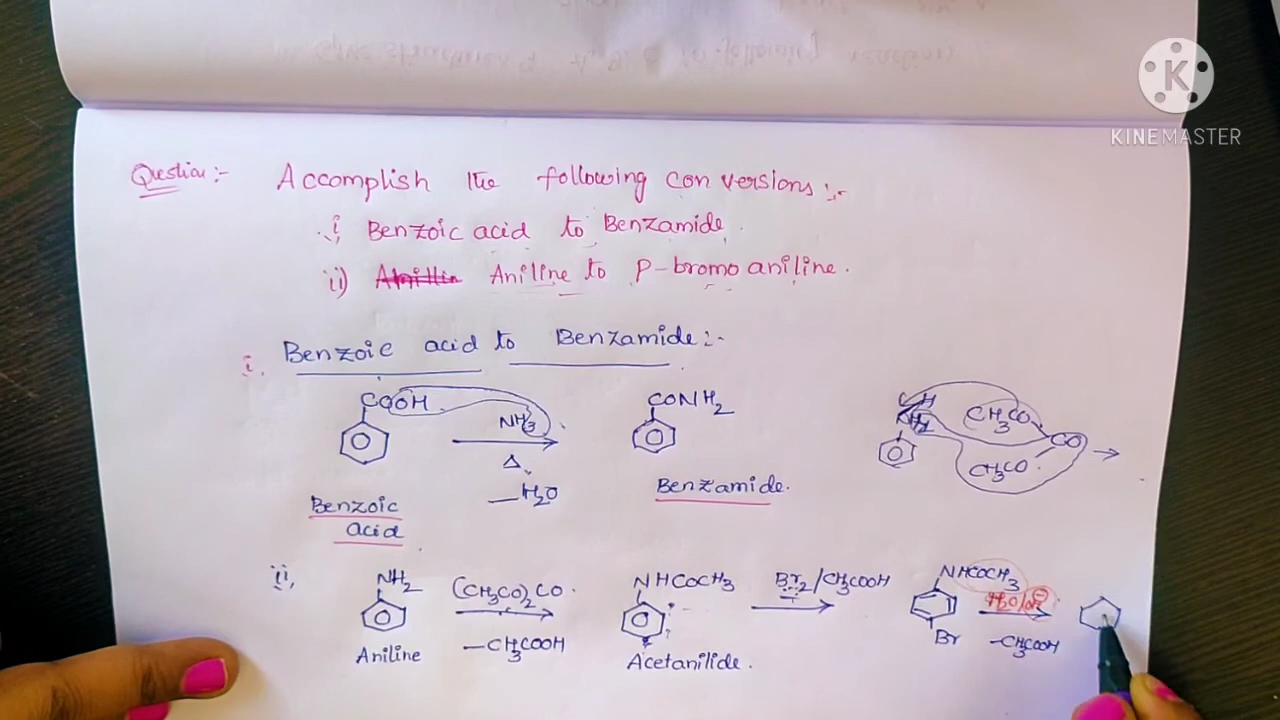 KINEMASTER
Question:- Accomplish the following conversions:-
i, Benzoic acid to Benzamide.
ii) Aniline to P-bromo aniline.
i. Benzoic acid to Benzamide:-
COOH NH3 CONH2
Δ
—H2O
Benzoic acid
Benzamide.
NH2 CH3CO CO
CH3CO
ii, NH2 (CH3CO)2CO. NHCOCH3 Br2/CH3COOH NHCOCH3
—CH3COOH Br —CH3COOH
Aniline Acetanilide.